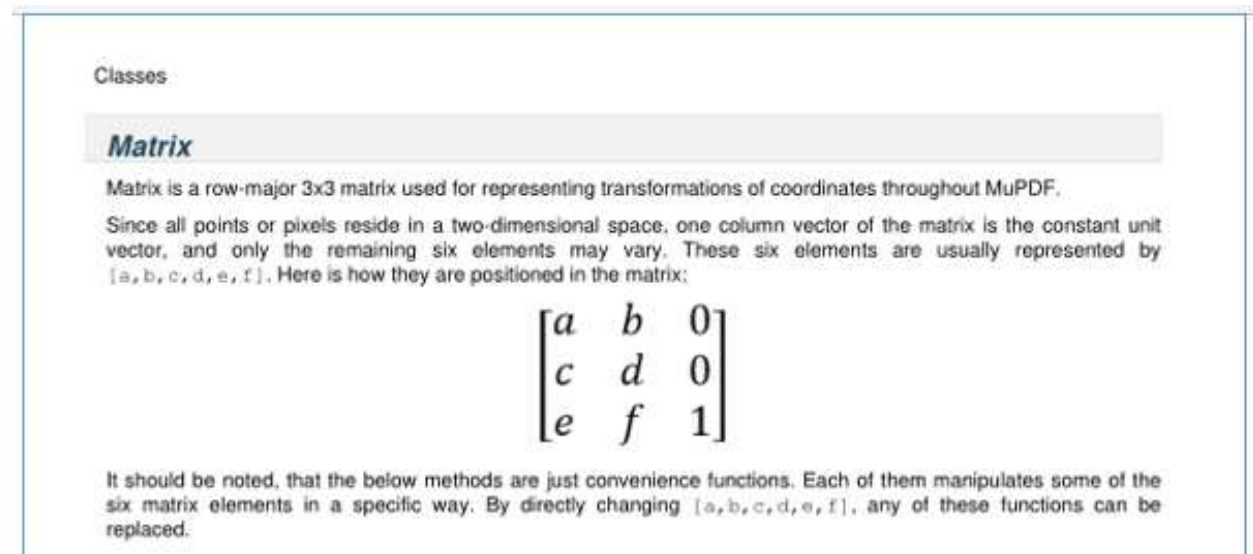 Classes
Matrix
Matrix is a row-major 3x3 matrix used for representing transformations of coordinates throughout MuPDF.
Since all points or pixels reside in a two-dimensional space, one column vector of the matrix is the constant unit
vector, and only the remaining six elements may vary. These six elements are usually represented by
[a,b,c,d,e,f]. Here is how they are positioned in the matrix:
a b 0
c d 0
e f 1
It should be noted, that the below methods are just convenience functions. Each of them manipulates some of the
six matrix elements in a specific way. By directly changing [a,b,c,d,e,f], any of these functions can be
replaced.